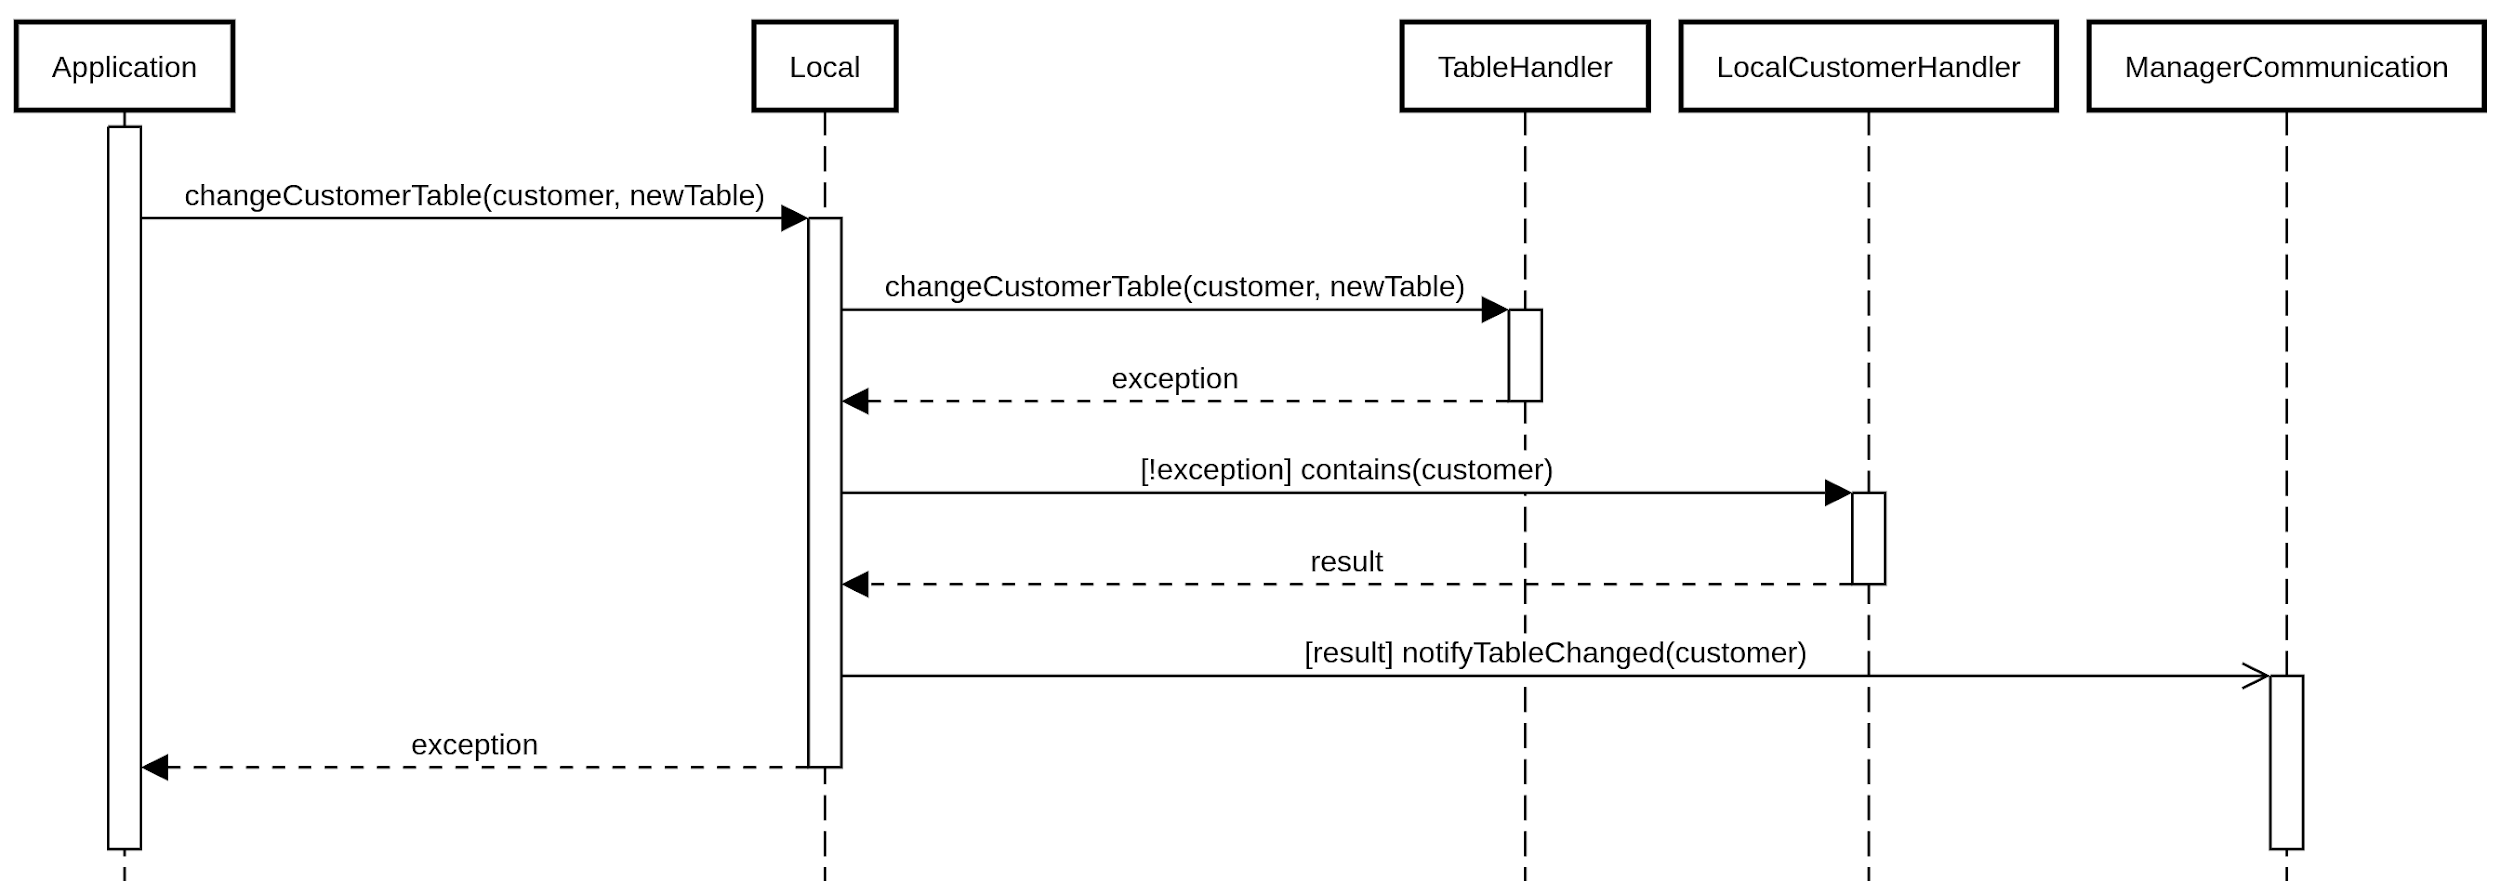 Application
Local
TableHandler
LocalCustomerHandler
ManagerCommunication
changeCustomerTable(customer, newTable)
changeCustomerTable(customer, newTable)
exception
[!exception] contains(customer)
result
[result] notifyTableChanged(customer)
exception